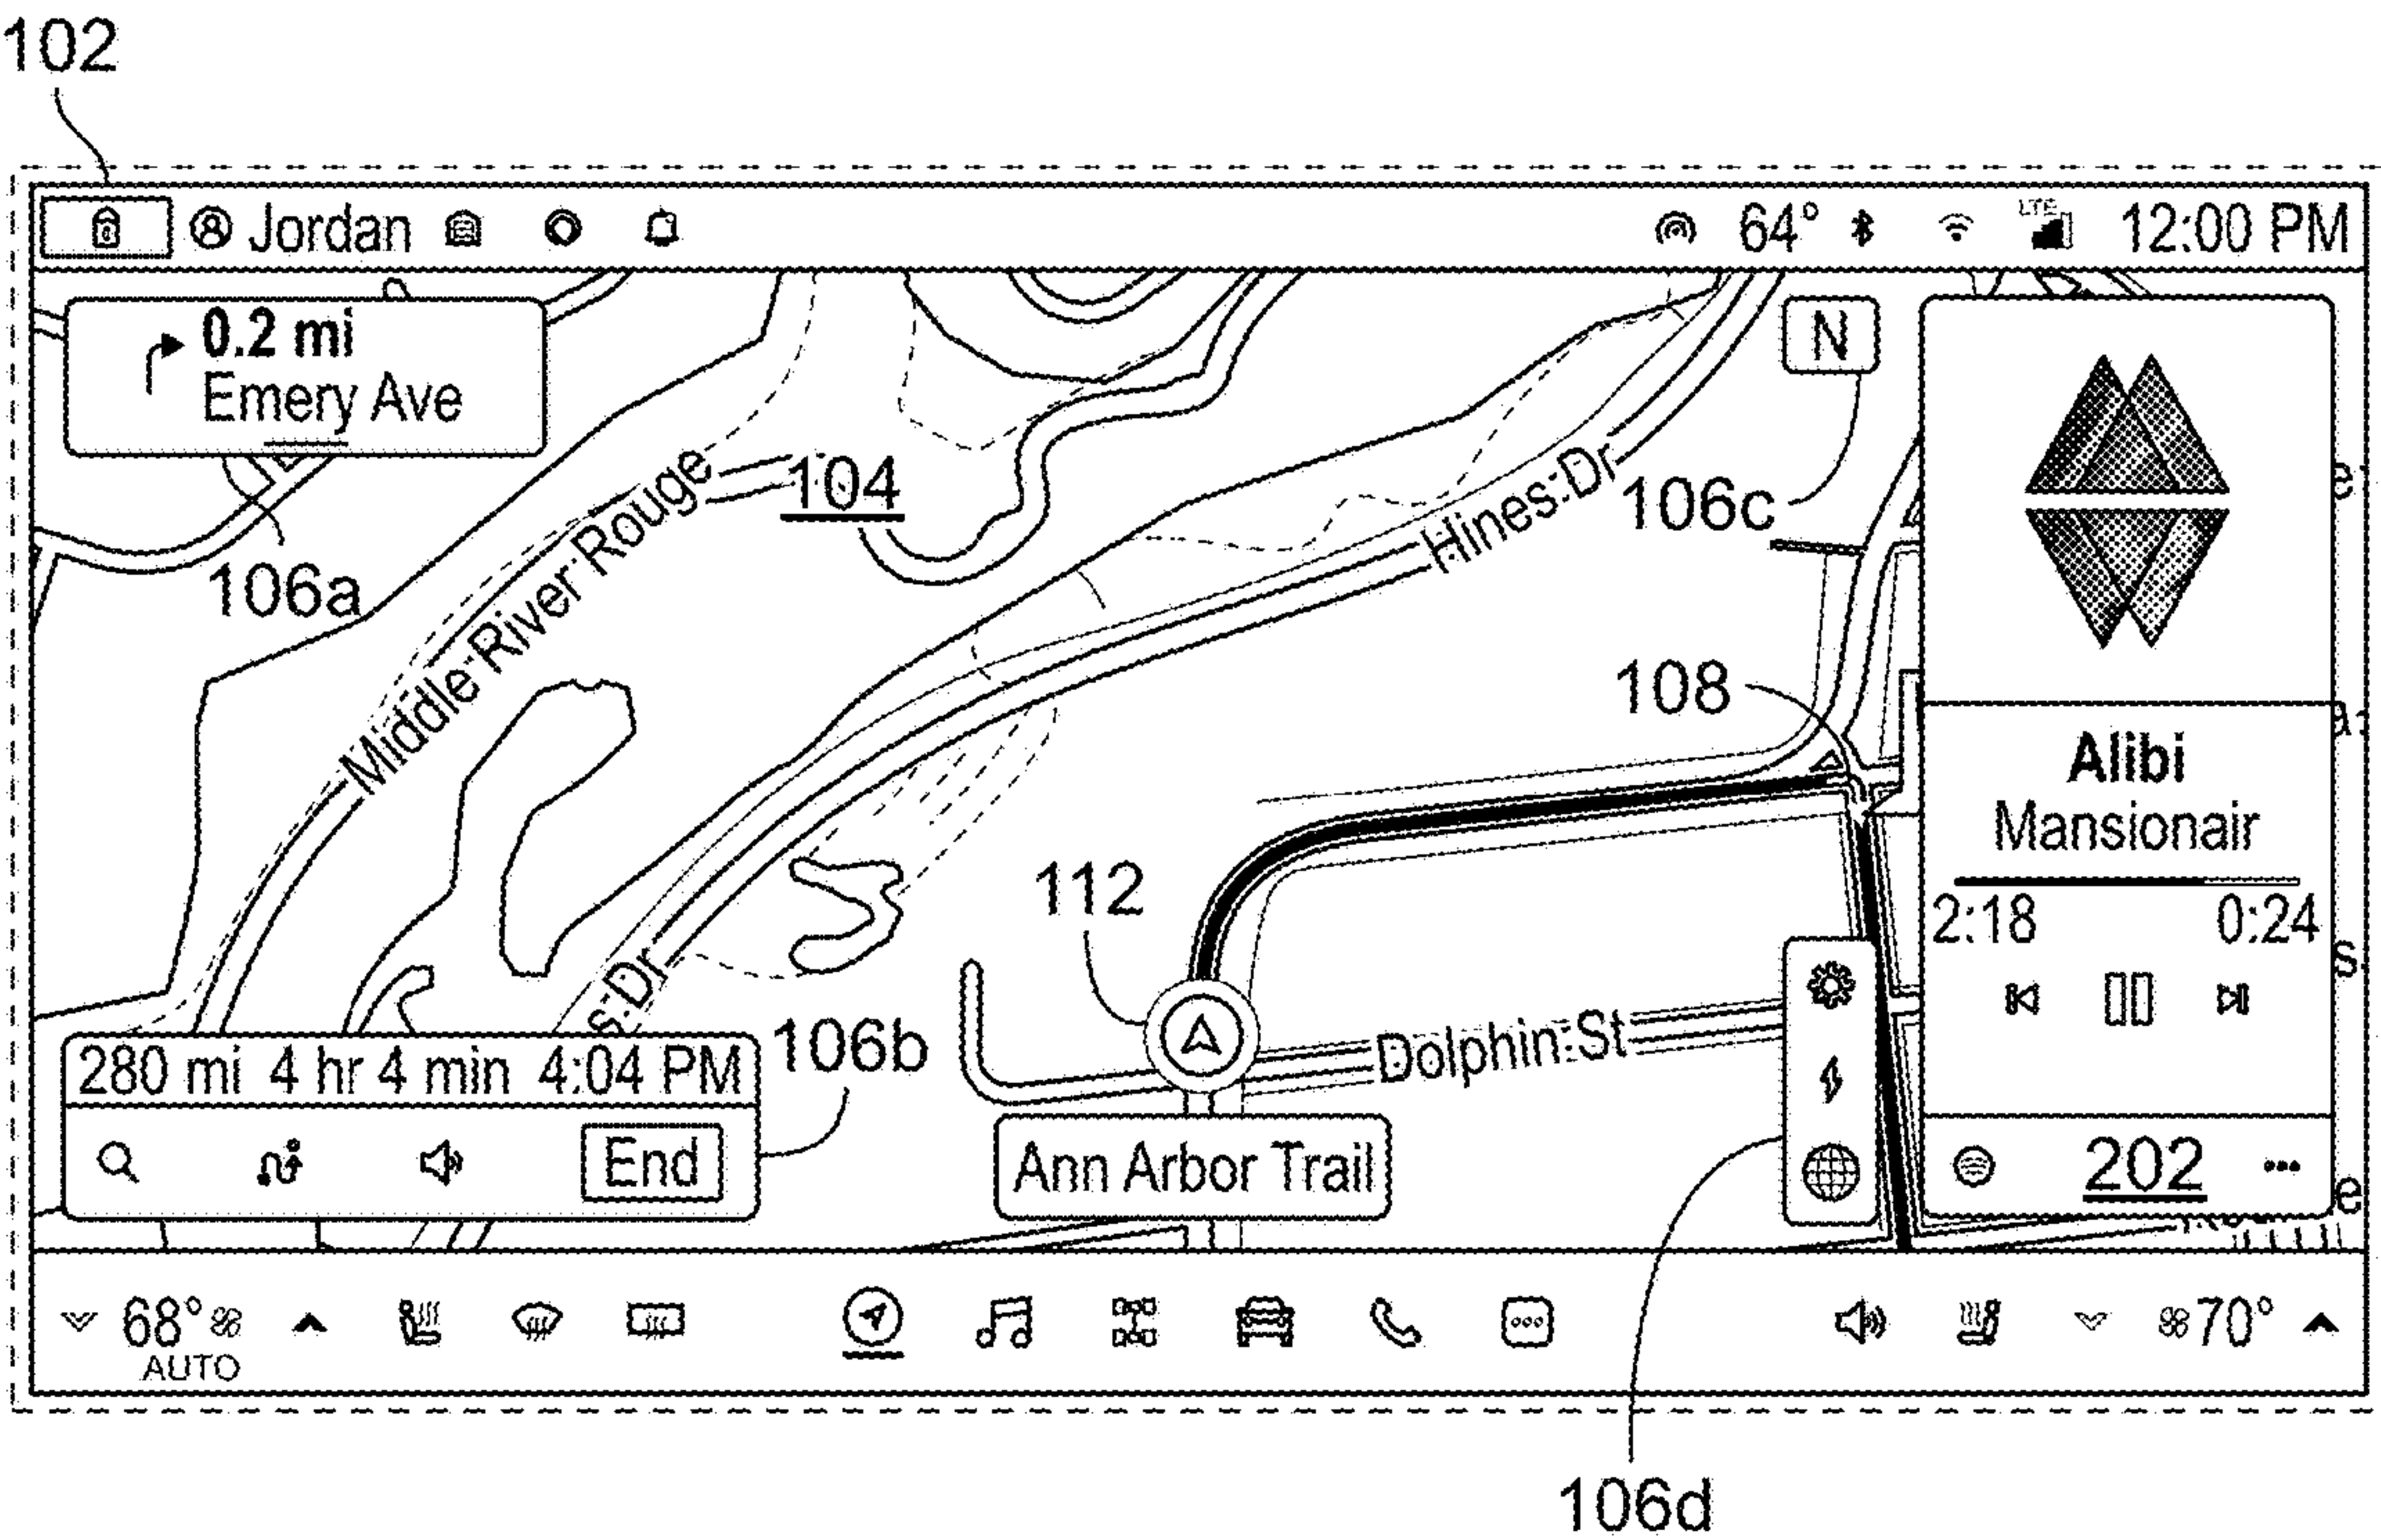 102
Jordan
64°
LTE
12:00 PM
0.2 mi
Emery Ave
N
104
Middle River Rouge
Hines Dr
106c
106a
108
Alibi
Mansionair
2:18
0:24
112
s Dr
106b
280 mi 4 hr 4 min 4:04 PM
End
Dolphin St
Ann Arbor Trail
202
68°
AUTO
70°
106d